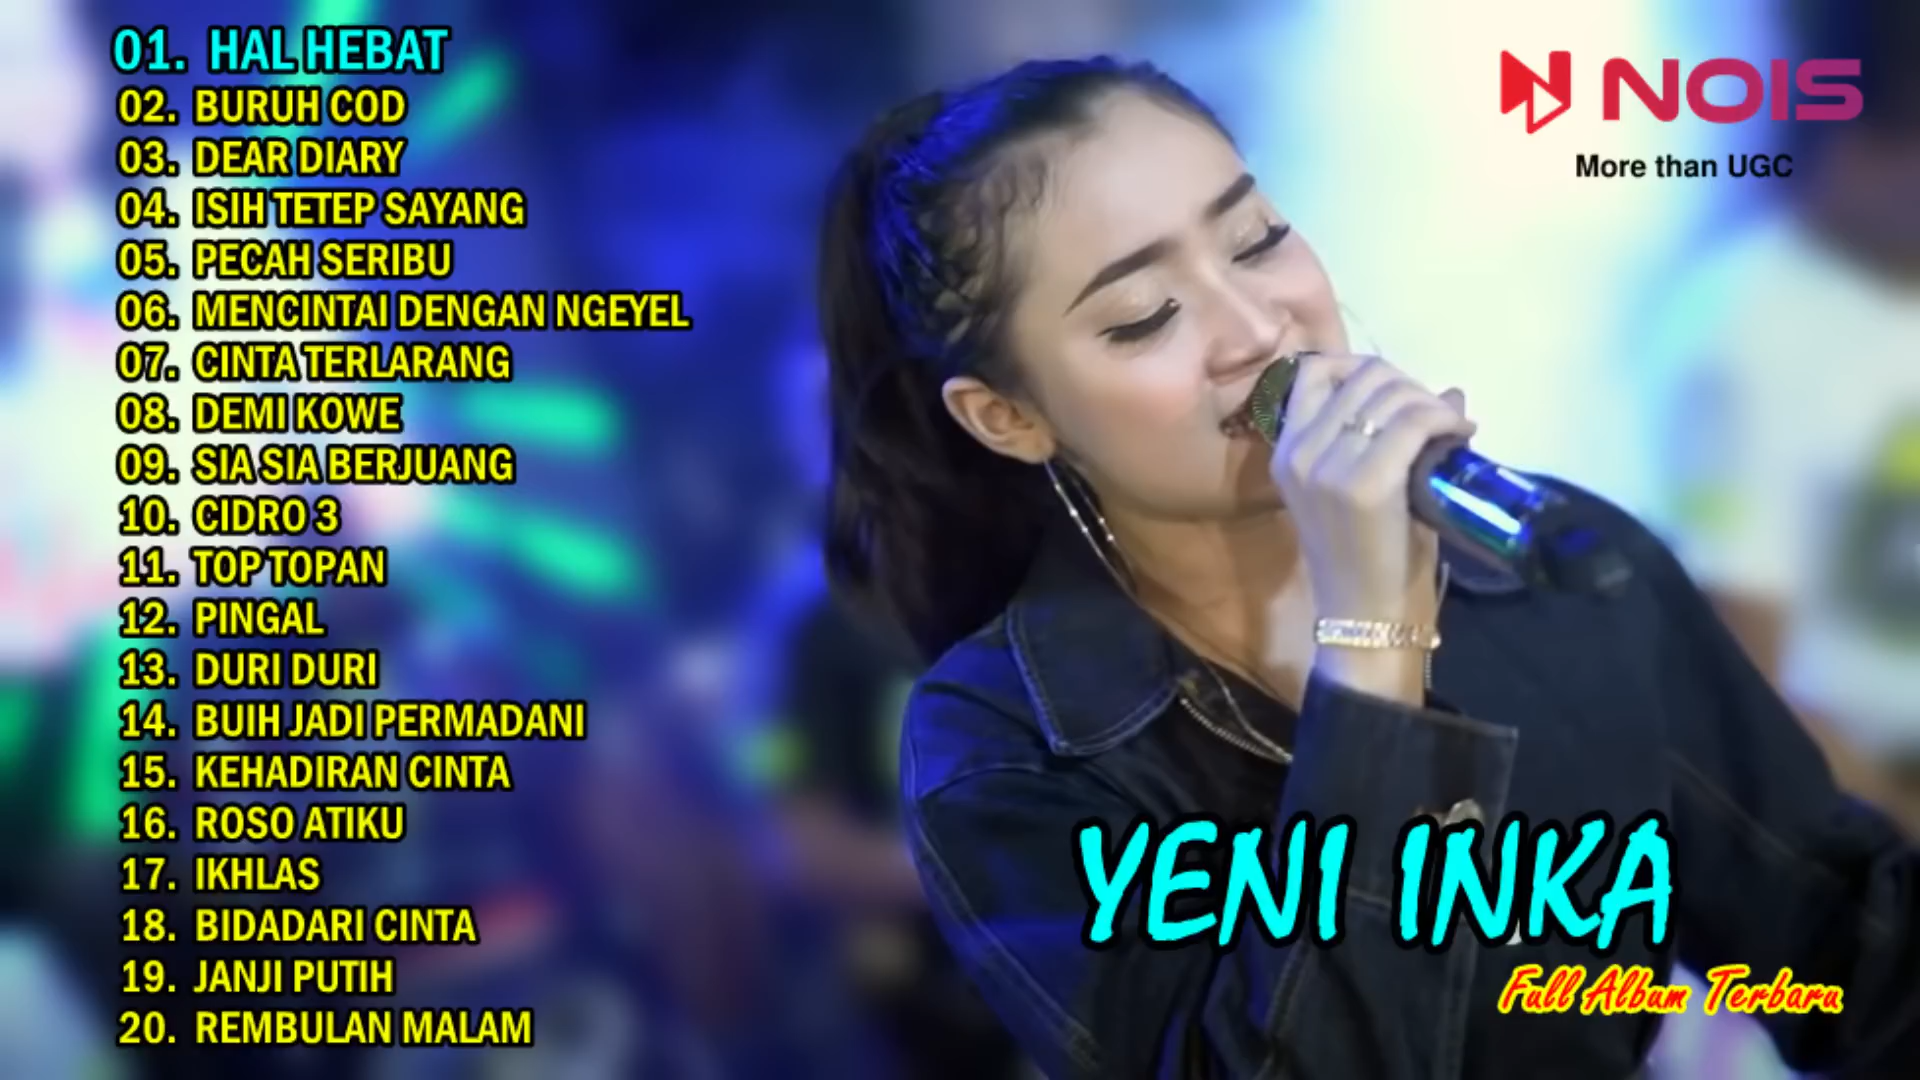 01. HAL HEBAT
02. BURUH COD
03. DEAR DIARY
04. ISIH TETEP SAYANG
05. PECAH SERIBU
06. MENCINTAI DENGAN NGEYEL
07. CINTA TERLARANG
08. DEMI KOWE
09. SIA SIA BERJUANG
10. CIDRO 3
11. TOP TOPAN
12. PINGAL
13. DURI DURI
14. BUIH JADI PERMADANI
15. KEHADIRAN CINTA
16. ROSO ATIKU
17. IKHLAS
18. BIDADARI CINTA
19. JANJI PUTIH
20. REMBULAN MALAM
NOIS
More than UGC
YENI INKA
Full Album Terbaru